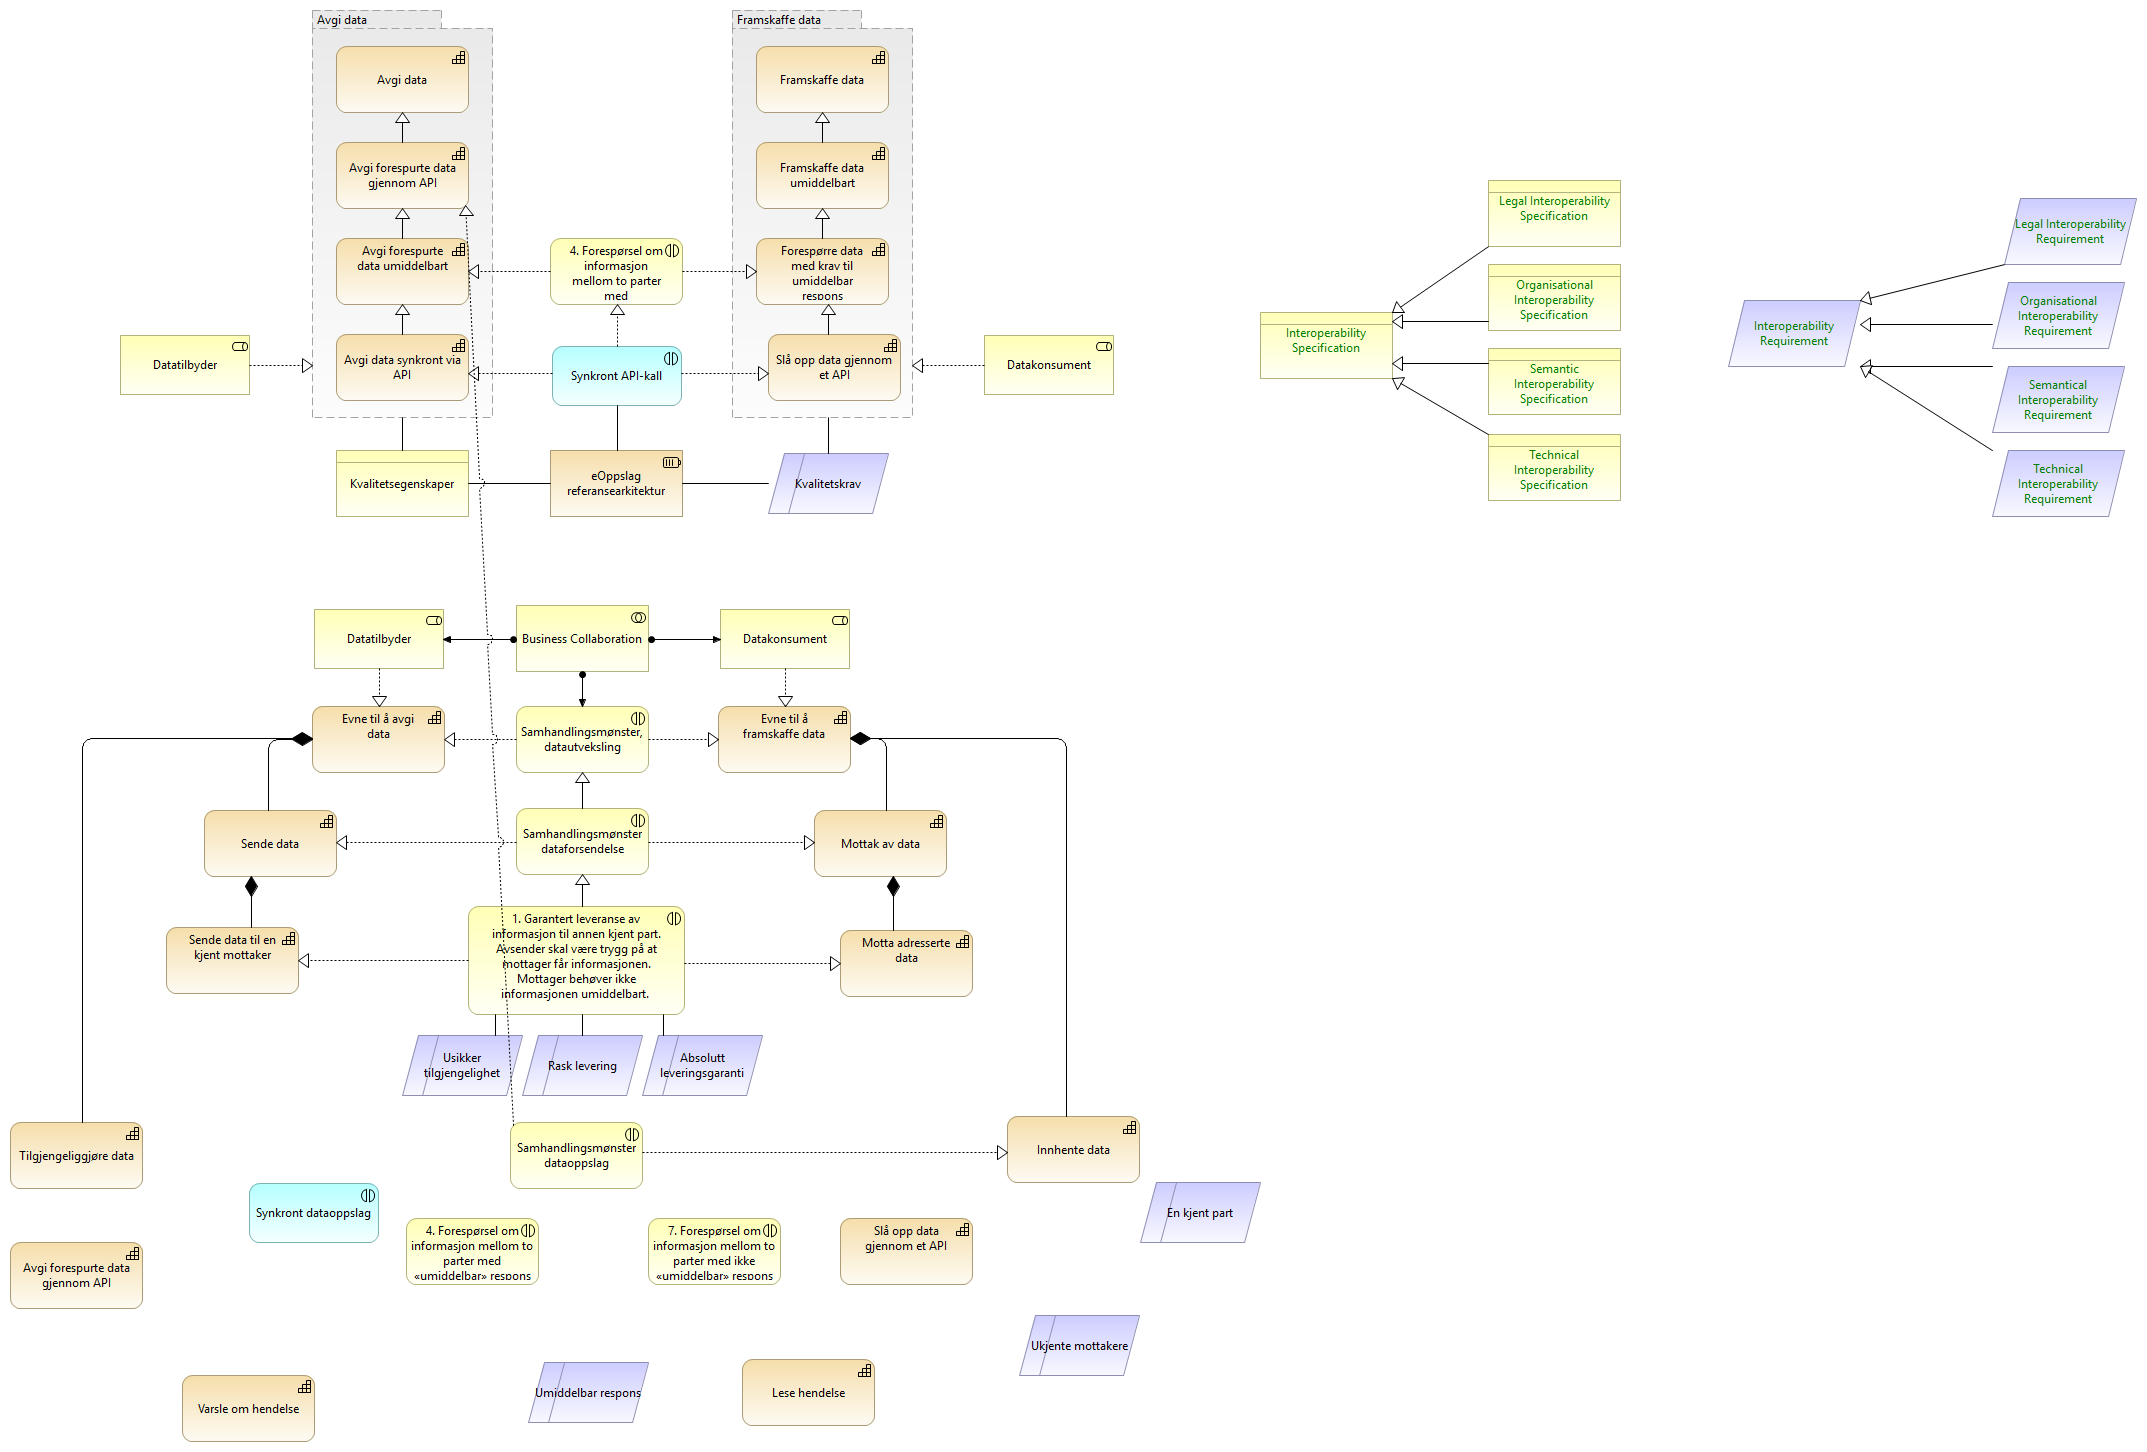 Avgi data
Framskaffe data
Avgi data
Framskaffe data
Avgi forespurte data
gjennom API
Framskaffe data
umiddelbart
Avgi forespurte
data umiddelbart
4. Forespørsel om
informasjon
mellom to parter
med
Forespørre data
med krav til
umiddelbar
respons
Datatilbyder
Avgi data synkront via
API
Synkront API-kall
Slå opp data gjennom
et API
Datakonsument
Kvalitetsegenskaper
eOppslag
referansearkitektur
Kvalitetskrav
Legal Interoperability
Specification
Organisational
Interoperability
Specification
Interoperability
Specification
Semantic
Interoperability
Specification
Technical
Interoperability
Specification
Legal Interoperability
Requirement
Organisational
Interoperability
Requirement
Interoperability
Requirement
Semantical
Interoperability
Requirement
Technical
Interoperability
Requirement
Datatilbyder
Business Collaboration
Datakonsument
Evne til å avgi
data
Samhandlingsmønster,
datautveksling
Evne til å
framskaffe data
Sende data
Samhandlingsmønster
dataforsendelse
Mottak av data
Sende data til en
kjent mottaker
1. Garantert leveranse av
informasjon til annen kjent part.
Avsender skal være trygg på at
mottager får informasjonen.
Mottager behøver ikke
informasjonen umiddelbart.
Motta adresserte
data
Usikker
tilgjengelighet
Rask levering
Absolutt
leveringsgaranti
Tilgjengeliggjøre data
Samhandlingsmønster
dataoppslag
Innhente data
Synkront dataoppslag
En kjent part
Avgi forespurte data
gjennom API
4. Forespørsel om
informasjon mellom to
parter med
«umiddelbar» respons
7. Forespørsel om
informasjon mellom to
parter med ikke
«umiddelbar» respons
Slå opp data
gjennom et API
Ukjente mottakere
Varsle om hendelse
Umiddelbar respons
Lese hendelse